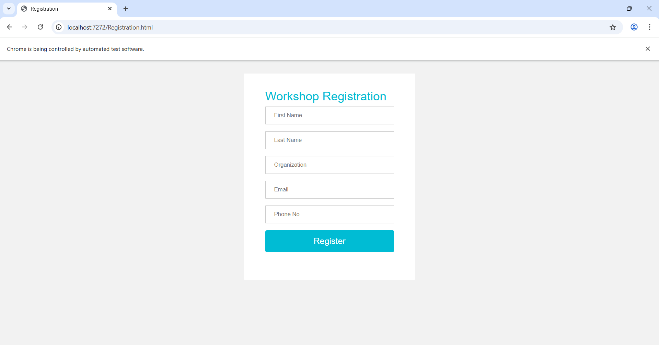 Registration
localhost:7272/Registration.html
Chrome is being controlled by automated test software.
Workshop Registration
First Name
Last Name
Organization
Email
Phone No
Register